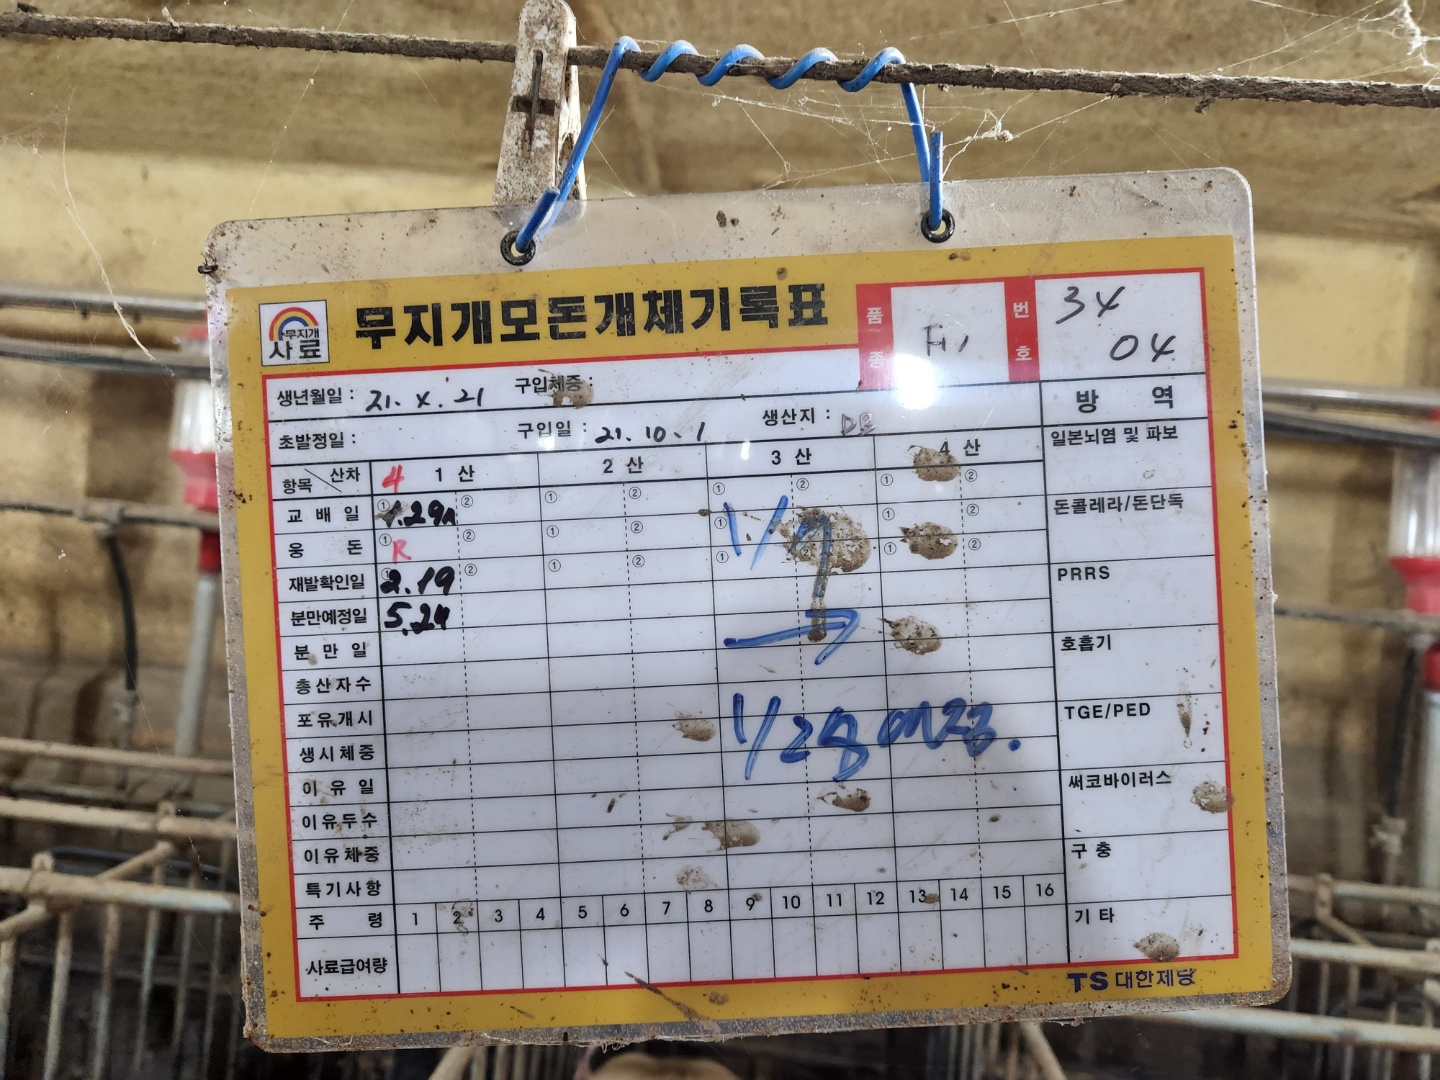 무지개
사료
무지개모돈개체기록표
품종
F1
번호
34
04
생년월일 : 21. x. 21
구입체중 :
초발정일 :
구입일 : 21. 10. 1
생산지 :
방 역
항목 산차
4 1 산
2 산
3 산
4 산
일본뇌염 및 파보
교 배 일 ① ② ① ② ① ② ① ②
1.29A
웅 돈 ① ② ① ② ① ① ②
R
1/7
돈콜레라/돈단독
재발확인일 ② ① ② ① ② ① ②
2.19
PRRS
분만예정일 5.24
분 만 일
→
호흡기
총산자수
포유개시
TGE/PED
생시체중
1/28
이 유 일
써코바이러스
이유두수
이유체중
구 충
특기사항
주 령 1 2 3 4 5 6 7 8 9 10 11 12 13 14 15 16
기 타
사료급여량
TS 대한제당